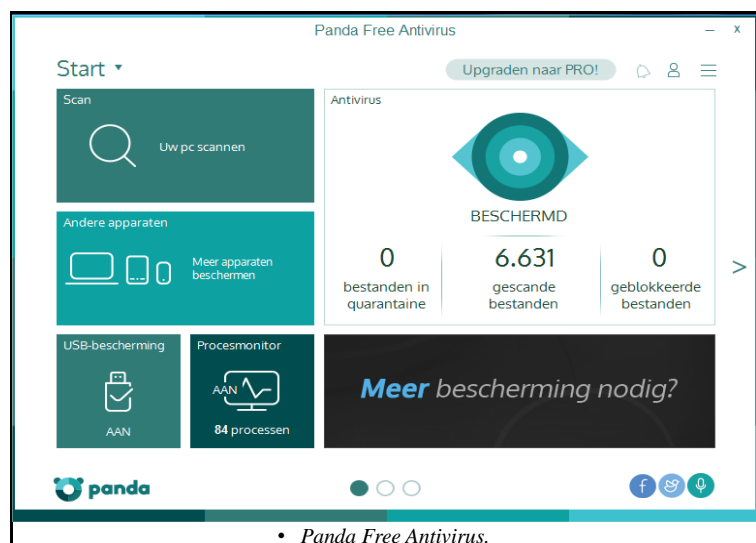 Panda Free Antivirus
Start
Upgraden naar PRO!
Scan
Uw pc scannen
Andere apparaten
Meer apparaten
beschermen
USB-bescherming
AAN
Procesmonitor
AAN
84 processen
Antivirus
BESCHERMD
0
bestanden in
quarantaine
6.631
gescande
bestanden
0
geblokkeerde
bestanden
Meer bescherming nodig?
panda
• Panda Free Antivirus.